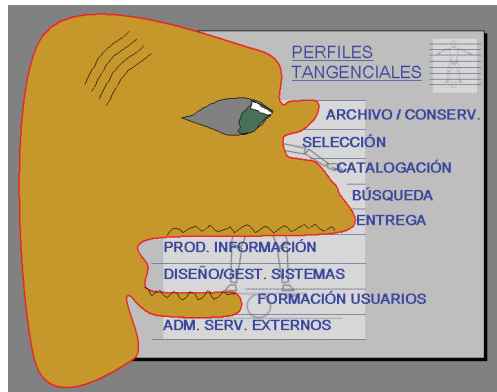 PERFILES
TANGENCIALES
ARCHIVO / CONSERV.
SELECCIÓN
CATALOGACIÓN
BÚSQUEDA
ENTREGA
PROD. INFORMACIÓN
DISEÑO/GEST. SISTEMAS
FORMACIÓN USUARIOS
ADM. SERV. EXTERNOS